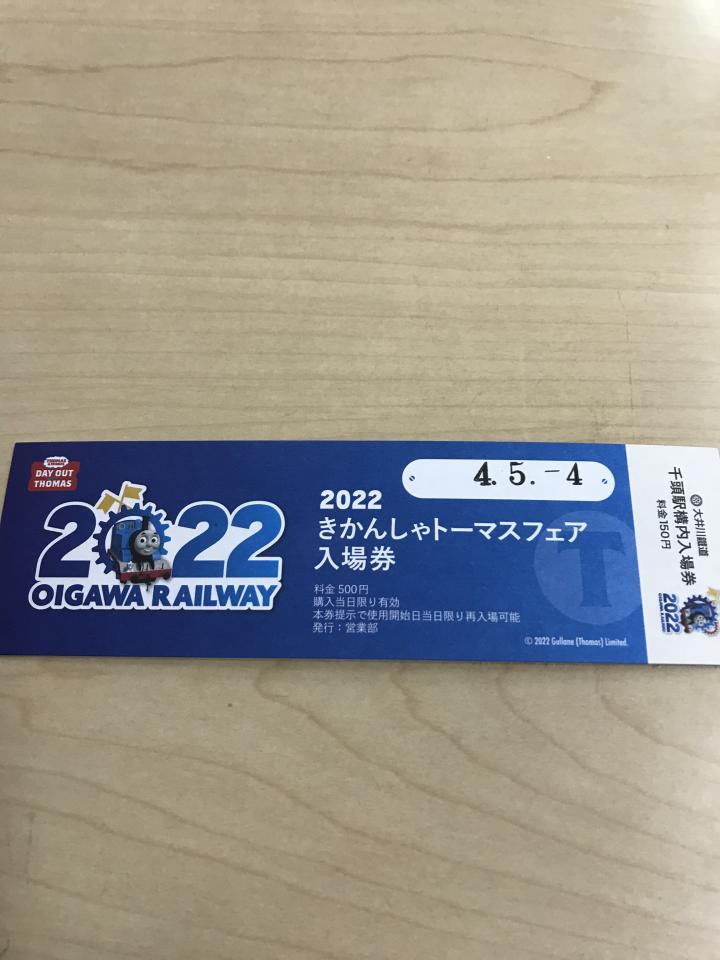 THOMAS
DAY OUT
THOMAS
2022
OIGAWA RAILWAY
4.5.-4
2022
きかんしゃトーマスフェア
入場券
料金 500円
購入当日限り有効
本券提示で使用開始日当日限り再入場可能
発行:営業部
T
© 2022 Gullane (Thomas) Limited.
大井川鐵道
千頭駅構内入場券
料金150円
2022
OIGAWA RAILWAY